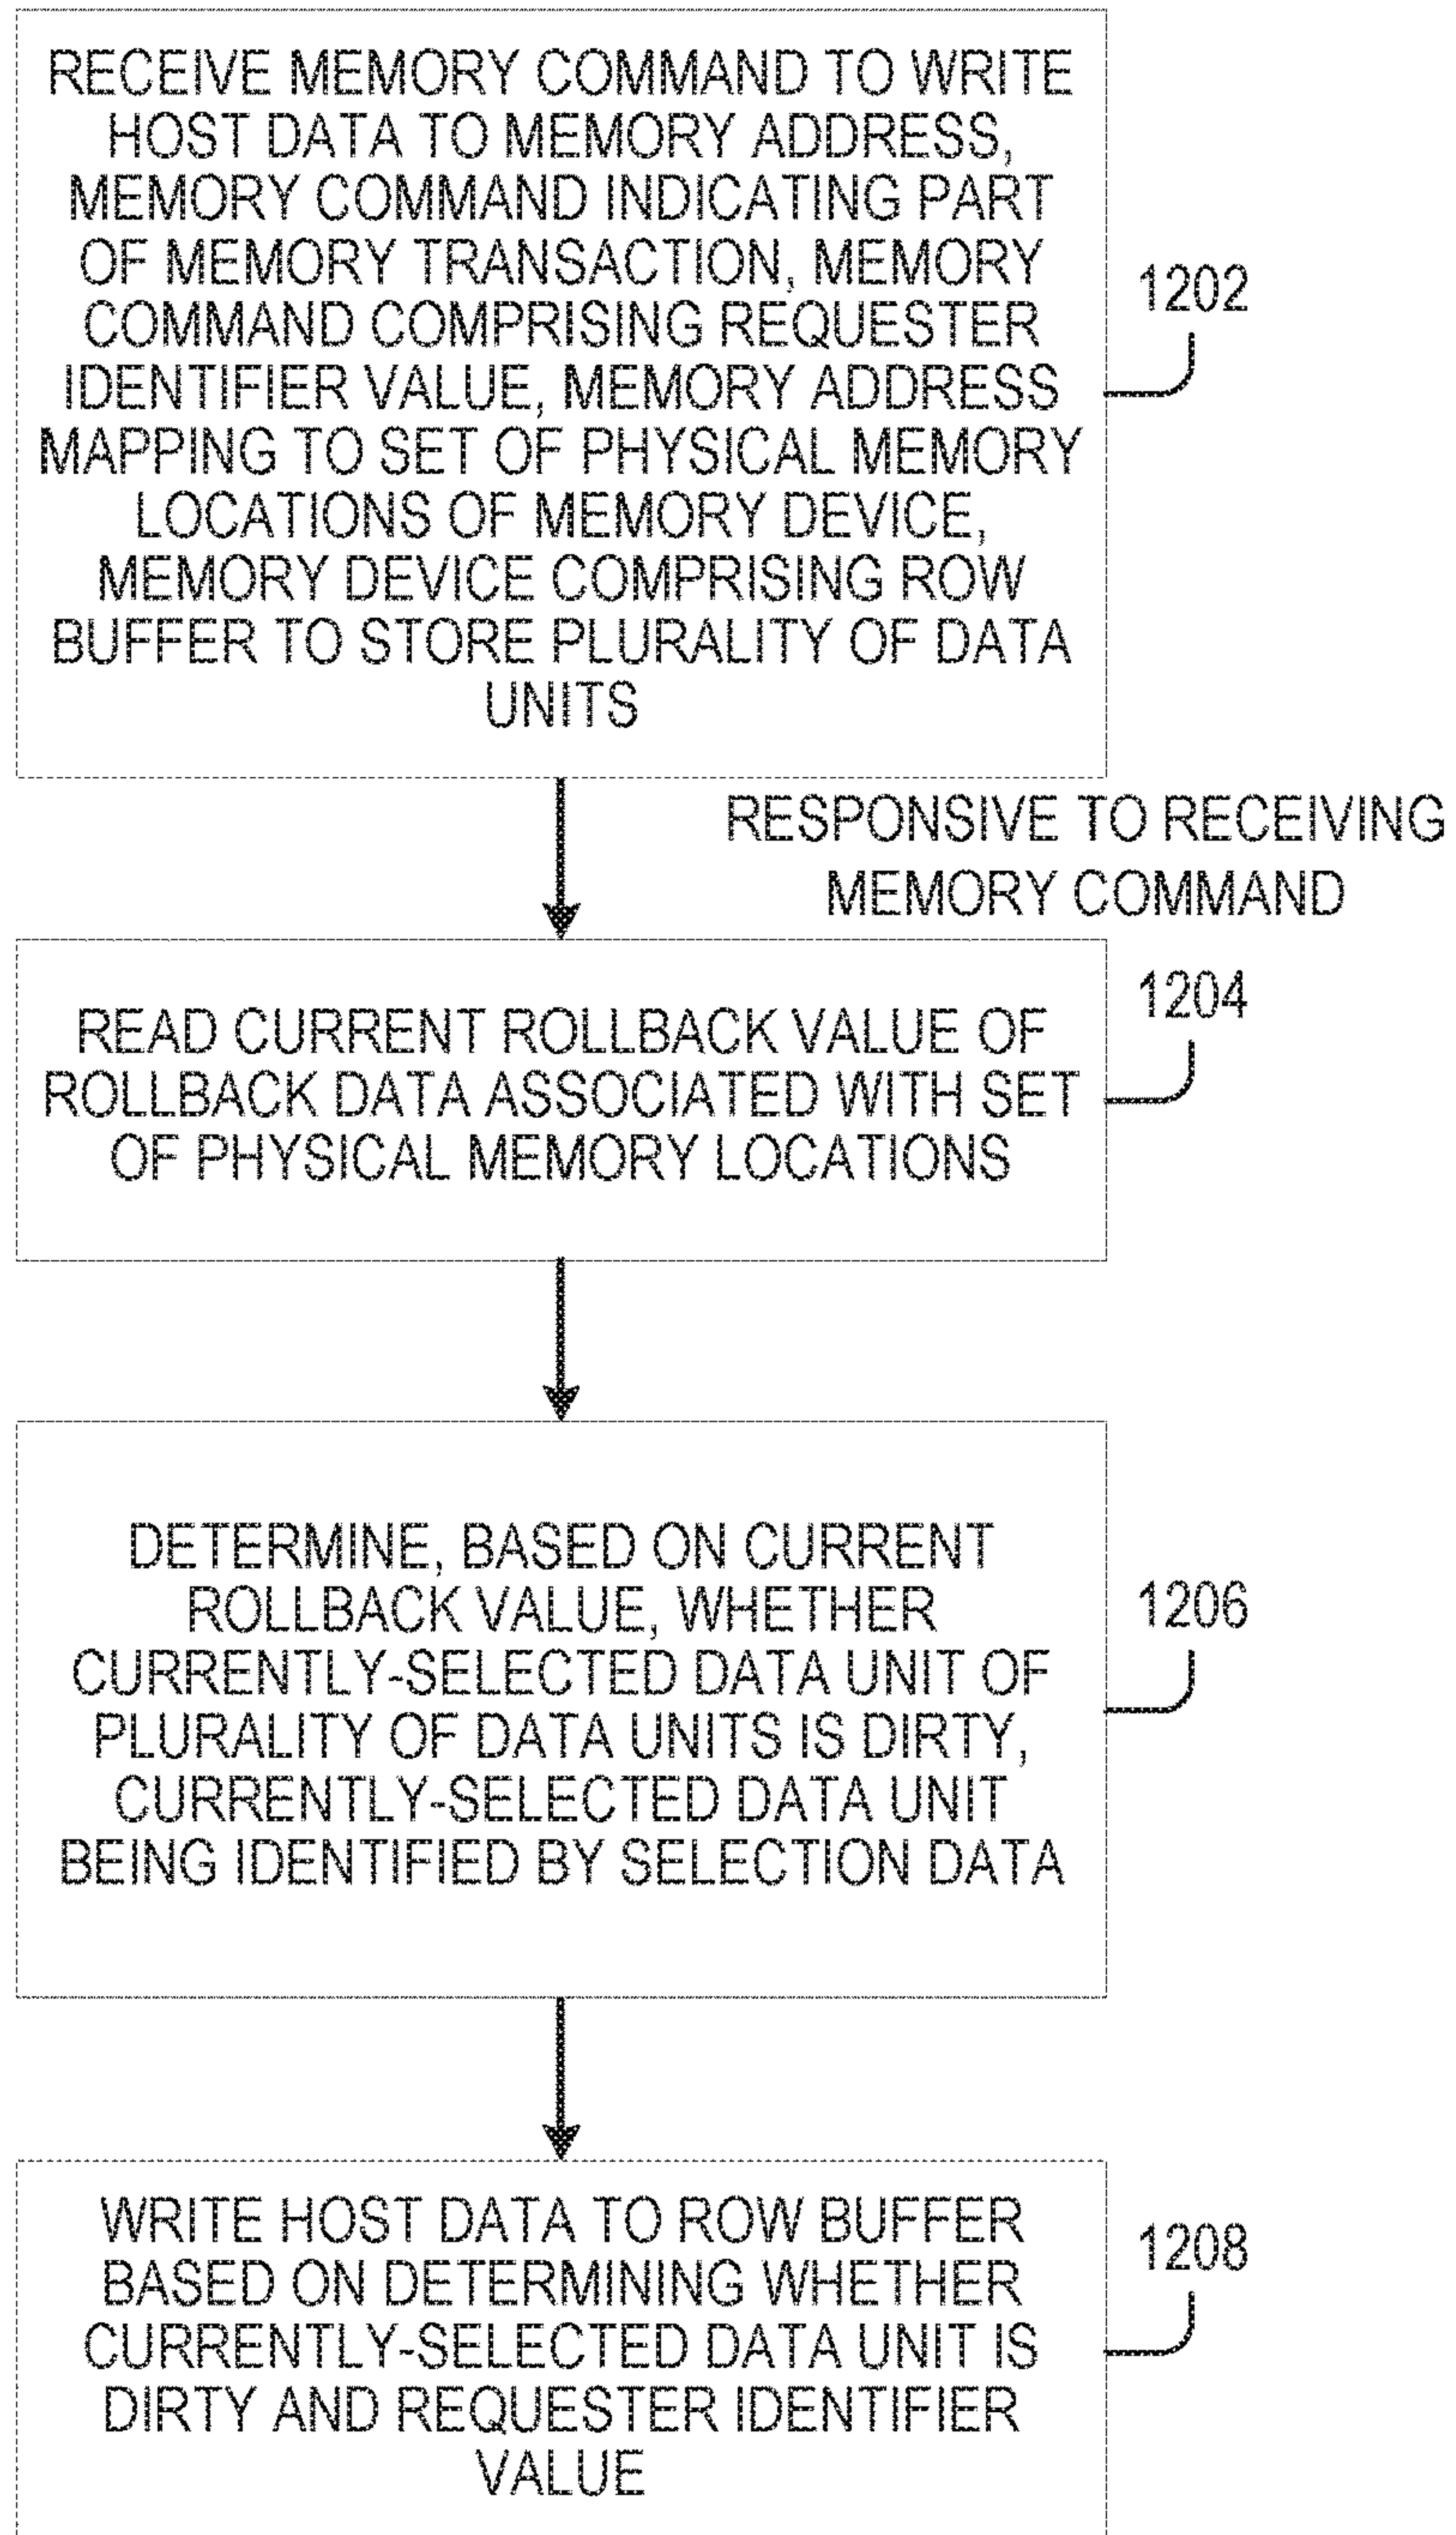 RECEIVE MEMORY COMMAND TO WRITE
HOST DATA TO MEMORY ADDRESS,
MEMORY COMMAND INDICATING PART
OF MEMORY TRANSACTION, MEMORY
COMMAND COMPRISING REQUESTER
IDENTIFIER VALUE, MEMORY ADDRESS
MAPPING TO SET OF PHYSICAL MEMORY
LOCATIONS OF MEMORY DEVICE,
MEMORY DEVICE COMPRISING ROW
BUFFER TO STORE PLURALITY OF DATA
UNITS
1202
RESPONSIVE TO RECEIVING
MEMORY COMMAND
READ CURRENT ROLLBACK VALUE OF
ROLLBACK DATA ASSOCIATED WITH SET
OF PHYSICAL MEMORY LOCATIONS
1204
DETERMINE, BASED ON CURRENT
ROLLBACK VALUE, WHETHER
CURRENTLY-SELECTED DATA UNIT OF
PLURALITY OF DATA UNITS IS DIRTY,
CURRENTLY-SELECTED DATA UNIT
BEING IDENTIFIED BY SELECTION DATA
1206
WRITE HOST DATA TO ROW BUFFER
BASED ON DETERMINING WHETHER
CURRENTLY-SELECTED DATA UNIT IS
DIRTY AND REQUESTER IDENTIFIER
VALUE
1208